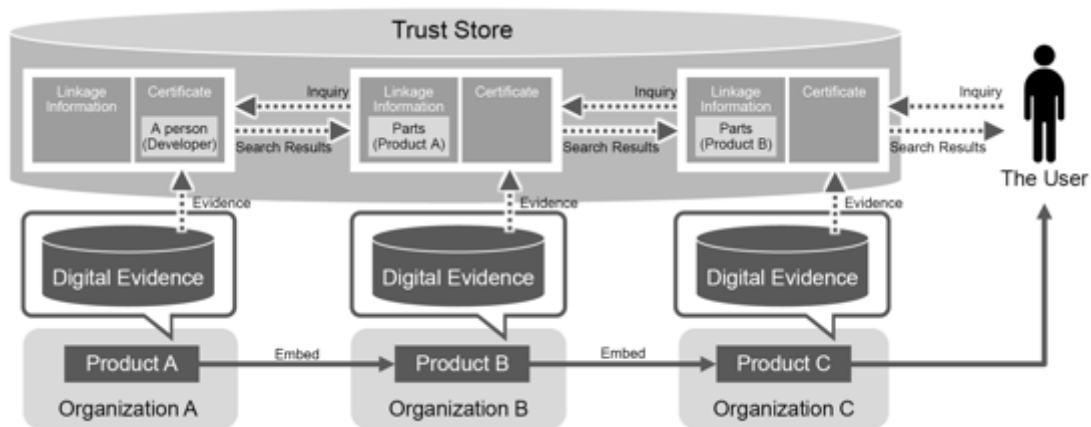 Trust Store
Linkage
Information
Certificate
A person
(Developer)
Inquiry
Search Results
Linkage
Information
Parts
(Product A)
Certificate
Inquiry
Search Results
Linkage
Information
Parts
(Product B)
Certificate
Inquiry
Search Results
The User
Evidence
Evidence
Evidence
Digital Evidence
Digital Evidence
Digital Evidence
Product A
Embed
Product B
Embed
Product C
Organization A
Organization B
Organization C